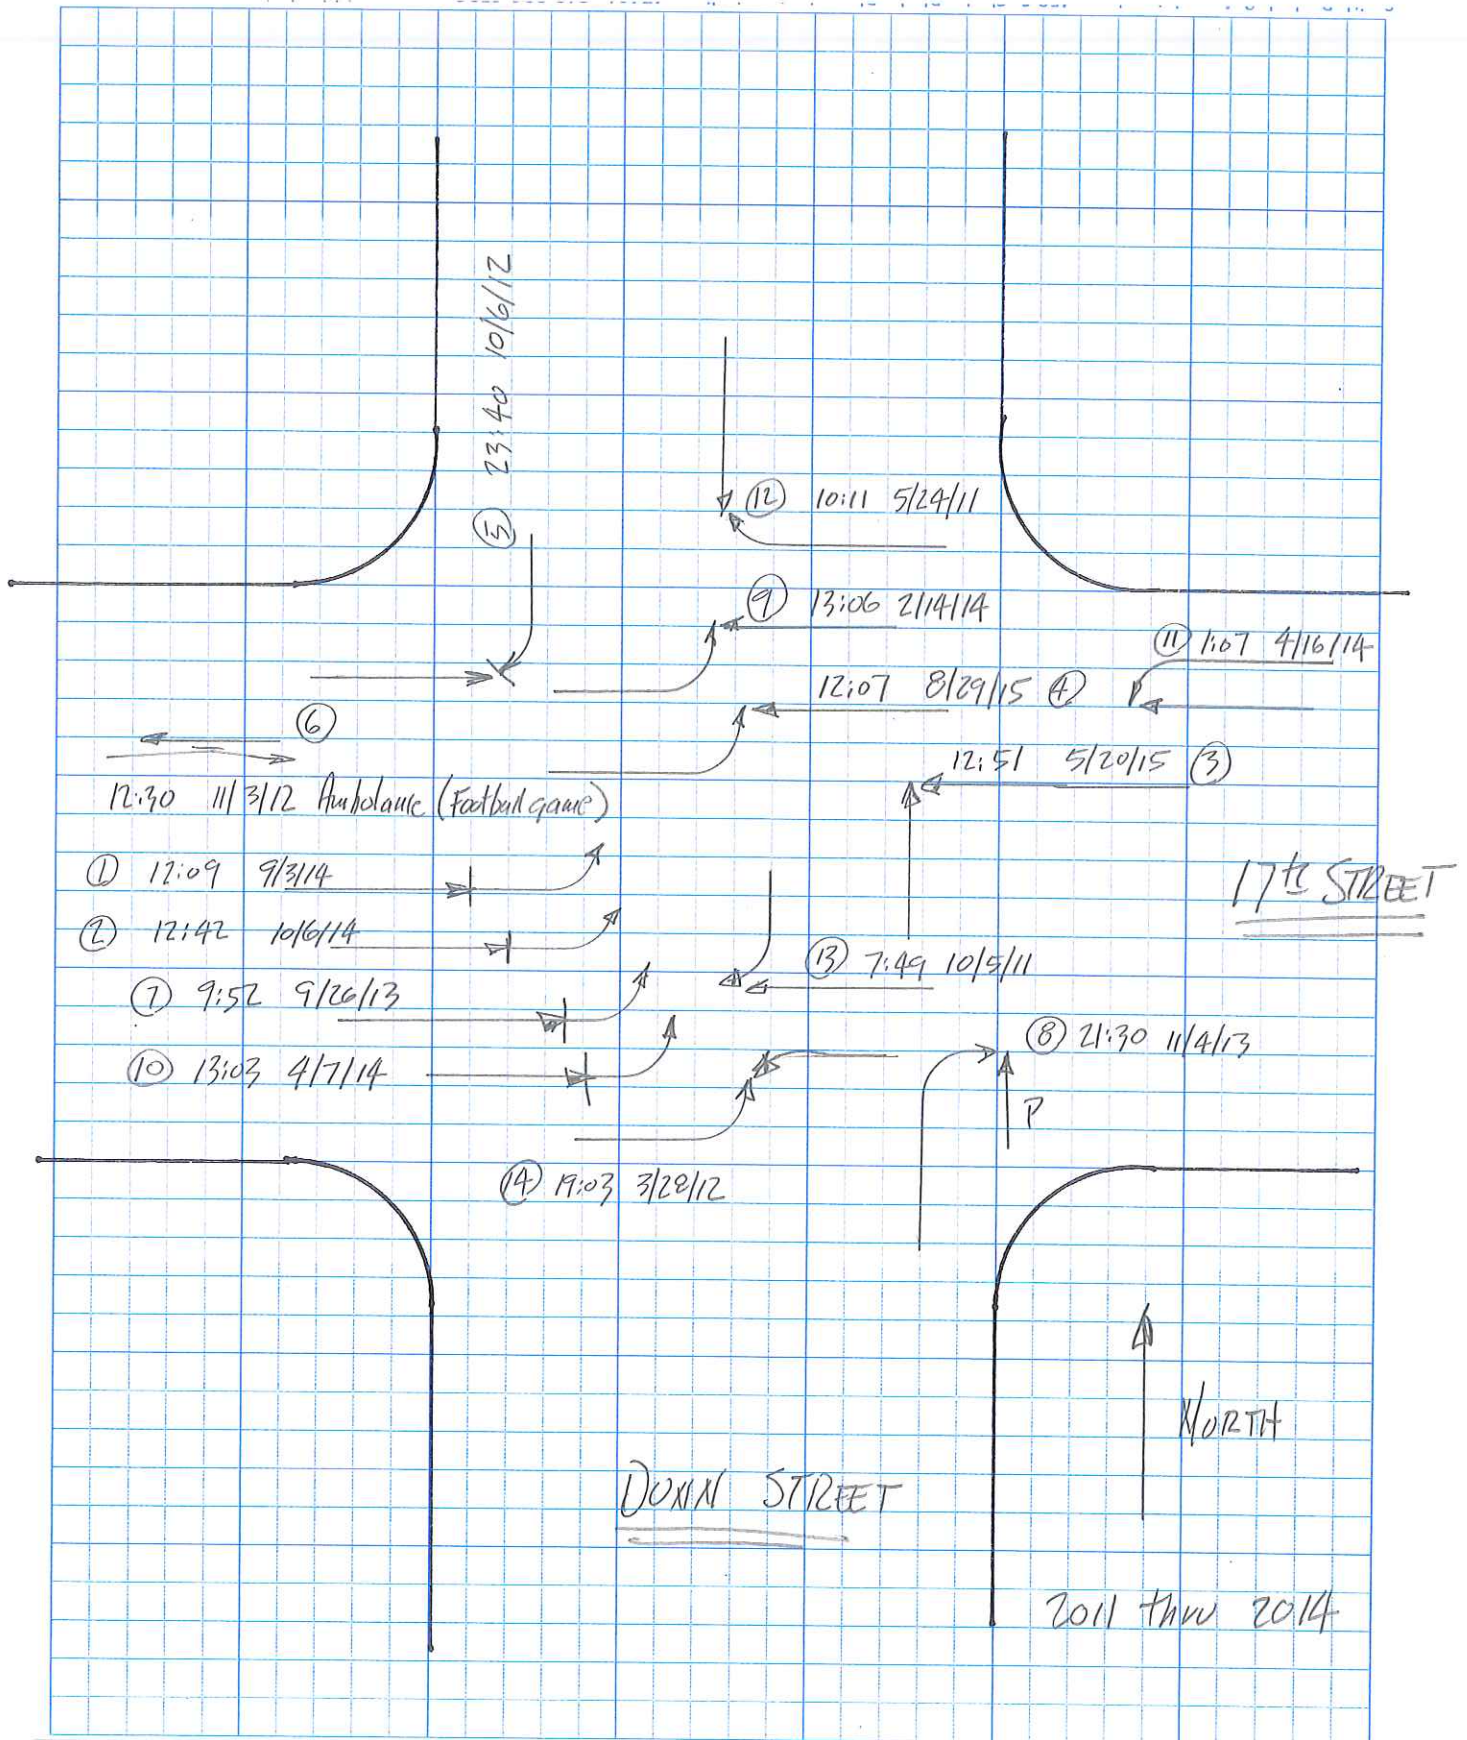 ⑤ 23:40 10/6/12
⑫ 10:11 5/24/11
⑨ 13:06 2/14/14
⑪ 1:07 4/16/14
12:07 8/29/15 ④
⑥
12:51 5/20/15 ③
12:30 11/3/12 Ambulance (Football game)
① 12:09 9/3/14
17th STREET
② 12:42 10/6/14
⑬ 7:49 10/5/11
⑦ 9:52 9/26/13
⑧ 21:30 11/4/13
⑩ 13:03 4/7/14
P
⑭ 19:03 3/28/12
NORTH
DUNN STREET
2011 thru 2014